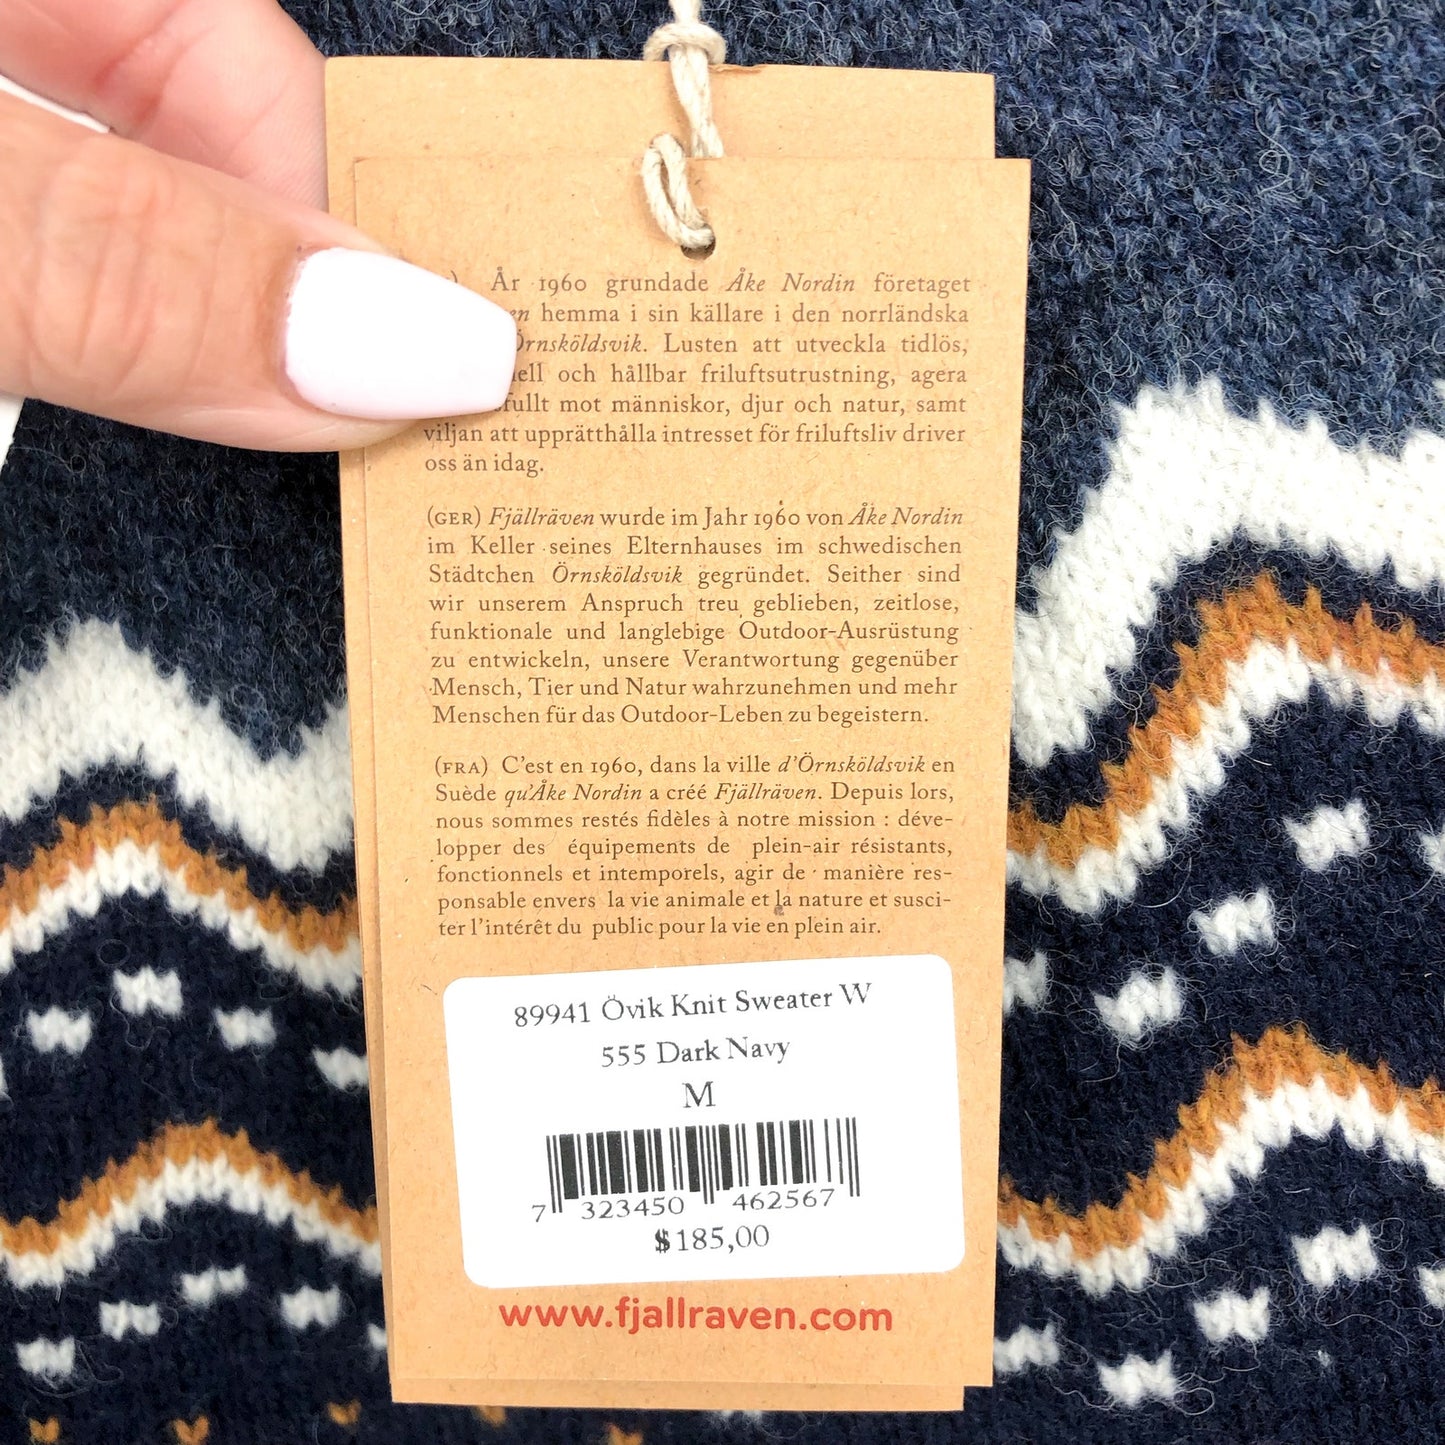 År 1960 grundade Åke Nordin företaget
hemma i sin källare i den norrländska
Örnsköldsvik. Lusten att utveckla tidlös,
och hållbar friluftsutrustning, agera
mot människor, djur och natur, samt
viljan att upprätthålla intresset för friluftsliv driver
oss än idag.
(GER) Fjällräven wurde im Jahr 1960 von Åke Nordin
im Keller seines Elternhauses im schwedischen
Städtchen Örnsköldsvik gegründet. Seither sind
wir unserem Anspruch treu geblieben, zeitlose,
funktionale und langlebige Outdoor-Ausrüstung
zu entwickeln, unsere Verantwortung gegenüber
Mensch, Tier und Natur wahrzunehmen und mehr
Menschen für das Outdoor-Leben zu begeistern.
(FRA) C'est en 1960, dans la ville d'Örnsköldsvik en
Suède qu'Åke Nordin a créé Fjällräven. Depuis lors,
nous sommes restés fidèles à notre mission : déve-
lopper des équipements de plein-air résistants,
fonctionnels et intemporels, agir de manière res-
ponsable envers la vie animale et la nature et susci-
ter l'intérêt du public pour la vie en plein air.
89941 Övik Knit Sweater W
555 Dark Navy
M
7 323450 462567
$185,00
www.fjallraven.com